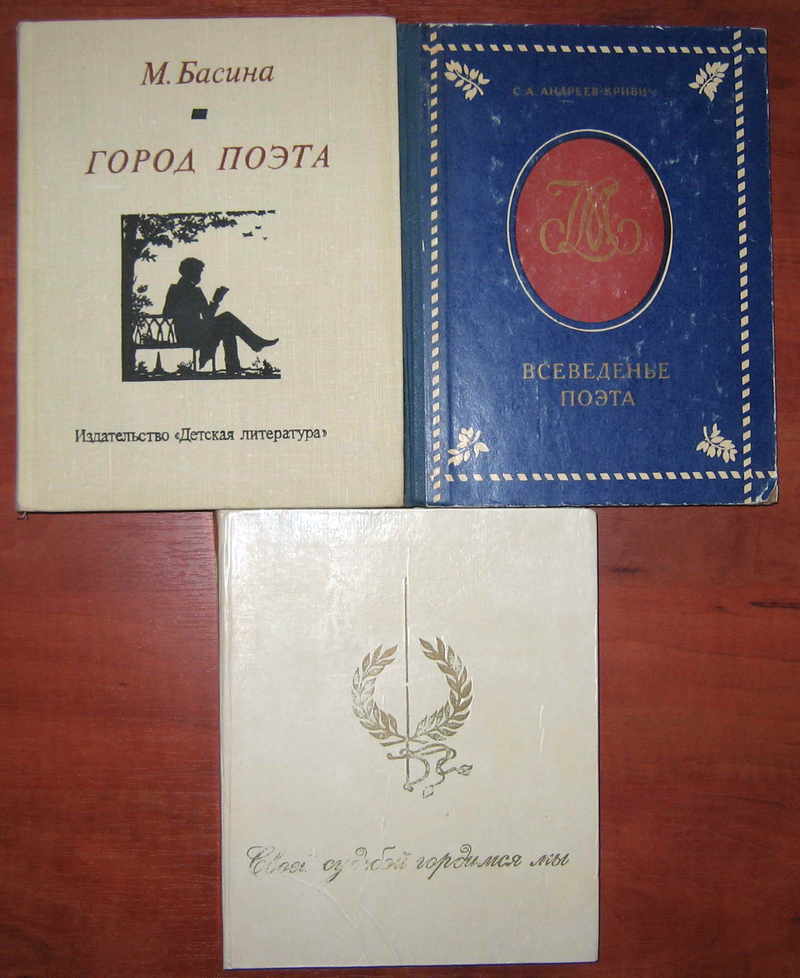 М. Басина
ГОРОД ПОЭТА
Издательство «Детская литература»
С. А. АНДРЕЕВ-КРИВИЧ
ВСЕВЕДЕНЬЕ
ПОЭТА
Своей судьбой гордимся мы